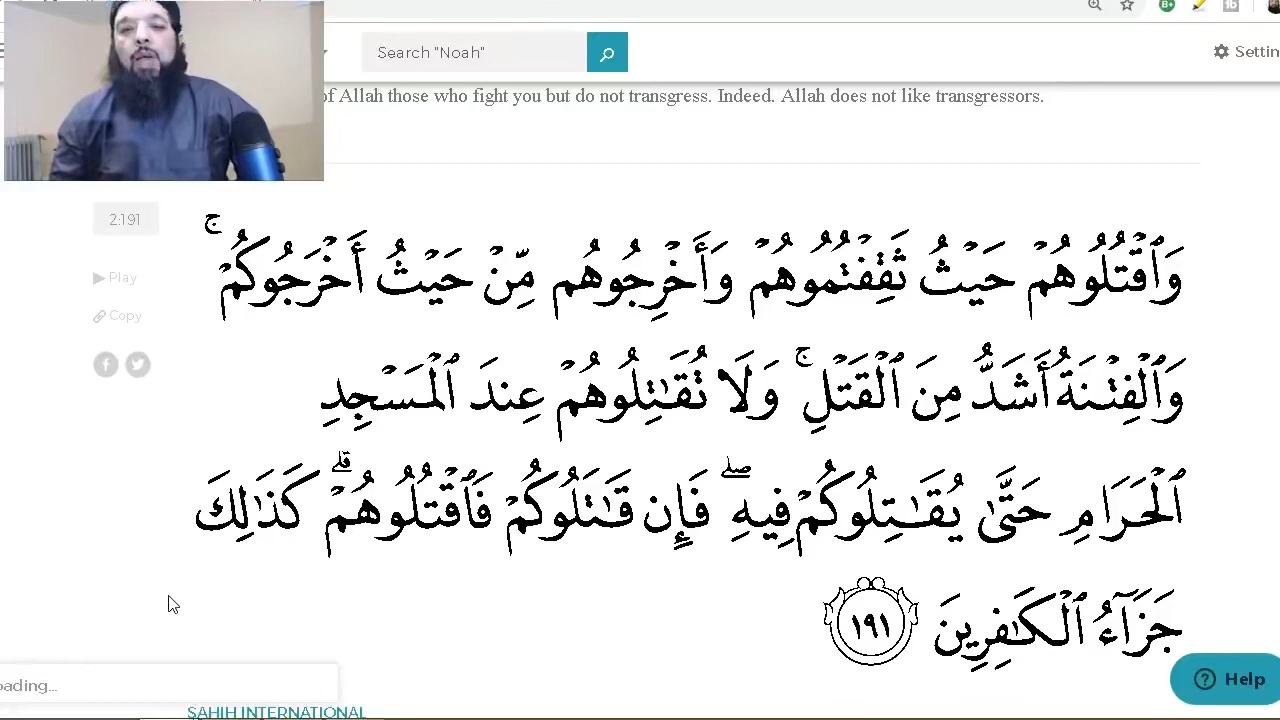 Search "Noah"
Settin
of Allah those who fight you but do not transgress. Indeed. Allah does not like transgressors.
2:191
Play
Copy
وَٱقْتُلُوهُمْ حَيْثُ ثَقِفْتُمُوهُمْ وَأَخْرِجُوهُم مِّنْ حَيْثُ أَخْرَجُوكُمْ ۚ
وَٱلْفِتْنَةُ أَشَدُّ مِنَ ٱلْقَتْلِ ۚ وَلَا تُقَـٰتِلُوهُمْ عِندَ ٱلْمَسْجِدِ
ٱلْحَرَامِ حَتَّىٰ يُقَـٰتِلُوكُمْ فِيهِ ۖ فَإِن قَـٰتَلُوكُمْ فَٱقْتُلُوهُمْ ۗ كَذَٰلِكَ
جَزَآءُ ٱلْكَـٰفِرِينَ ١٩١
oading...
Help
SAHIH INTERNATIONAL